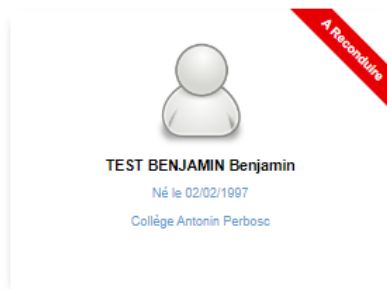 A Reconduire
TEST BENJAMIN Benjamin
Né le 02/02/1997
Collège Antonin Perbosc